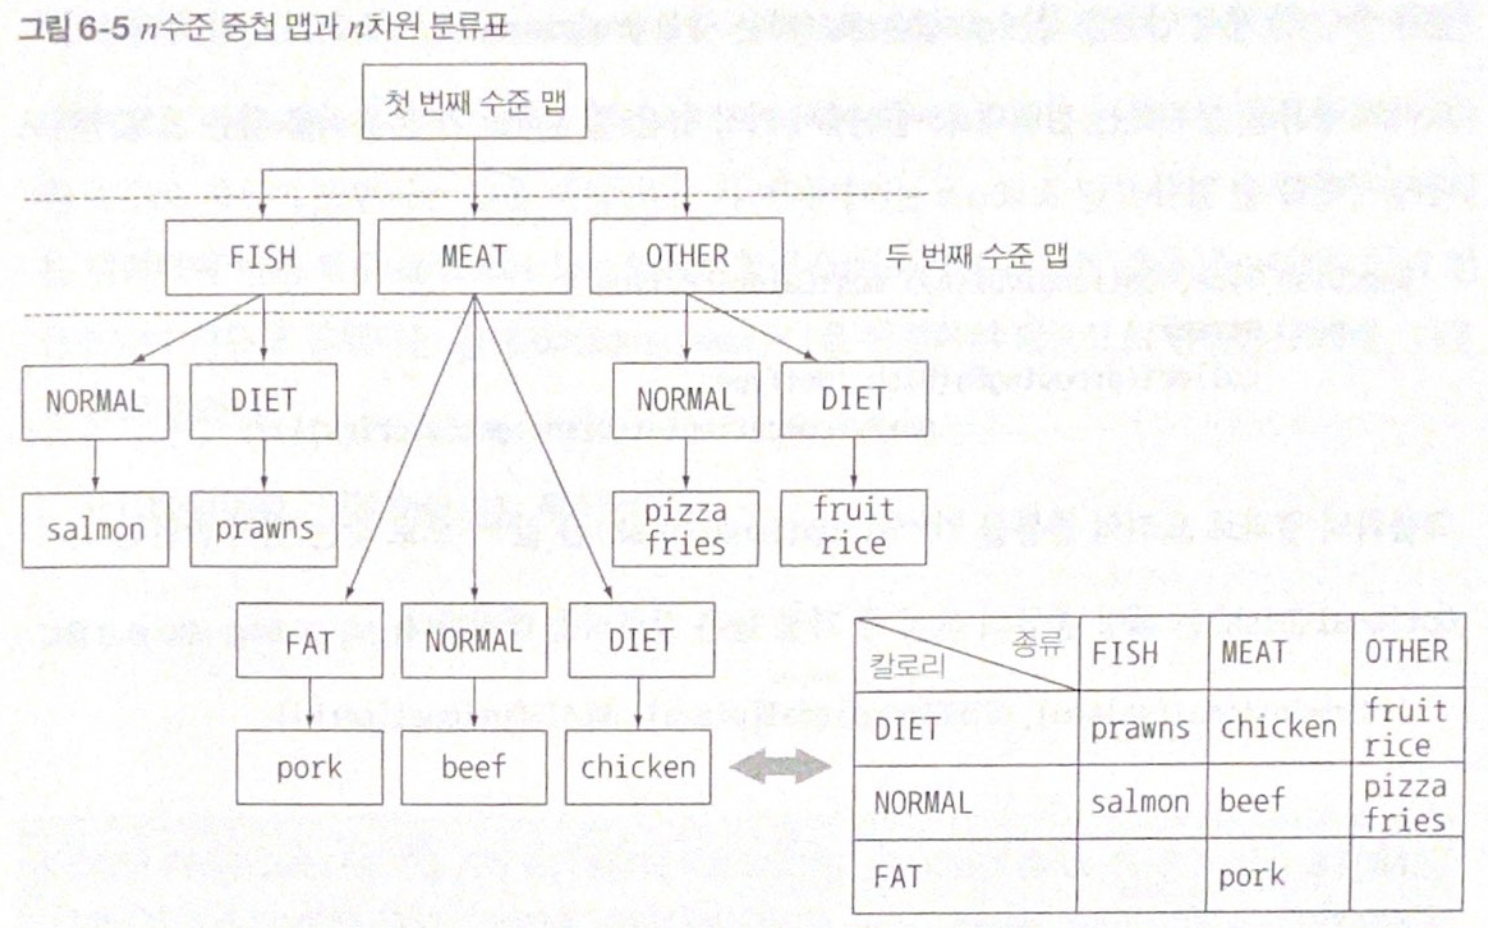 그림 6-5 n수준 중첩 맵과 n차원 분류표
첫 번째 수준 맵
FISH MEAT OTHER 두 번째 수준 맵
NORMAL DIET NORMAL DIET
salmon prawns pizza fruit
fries rice
FAT NORMAL DIET
pork beef chicken
종류 FISH MEAT OTHER
칼로리
DIET prawns chicken fruit
rice
NORMAL salmon beef pizza
fries
FAT pork